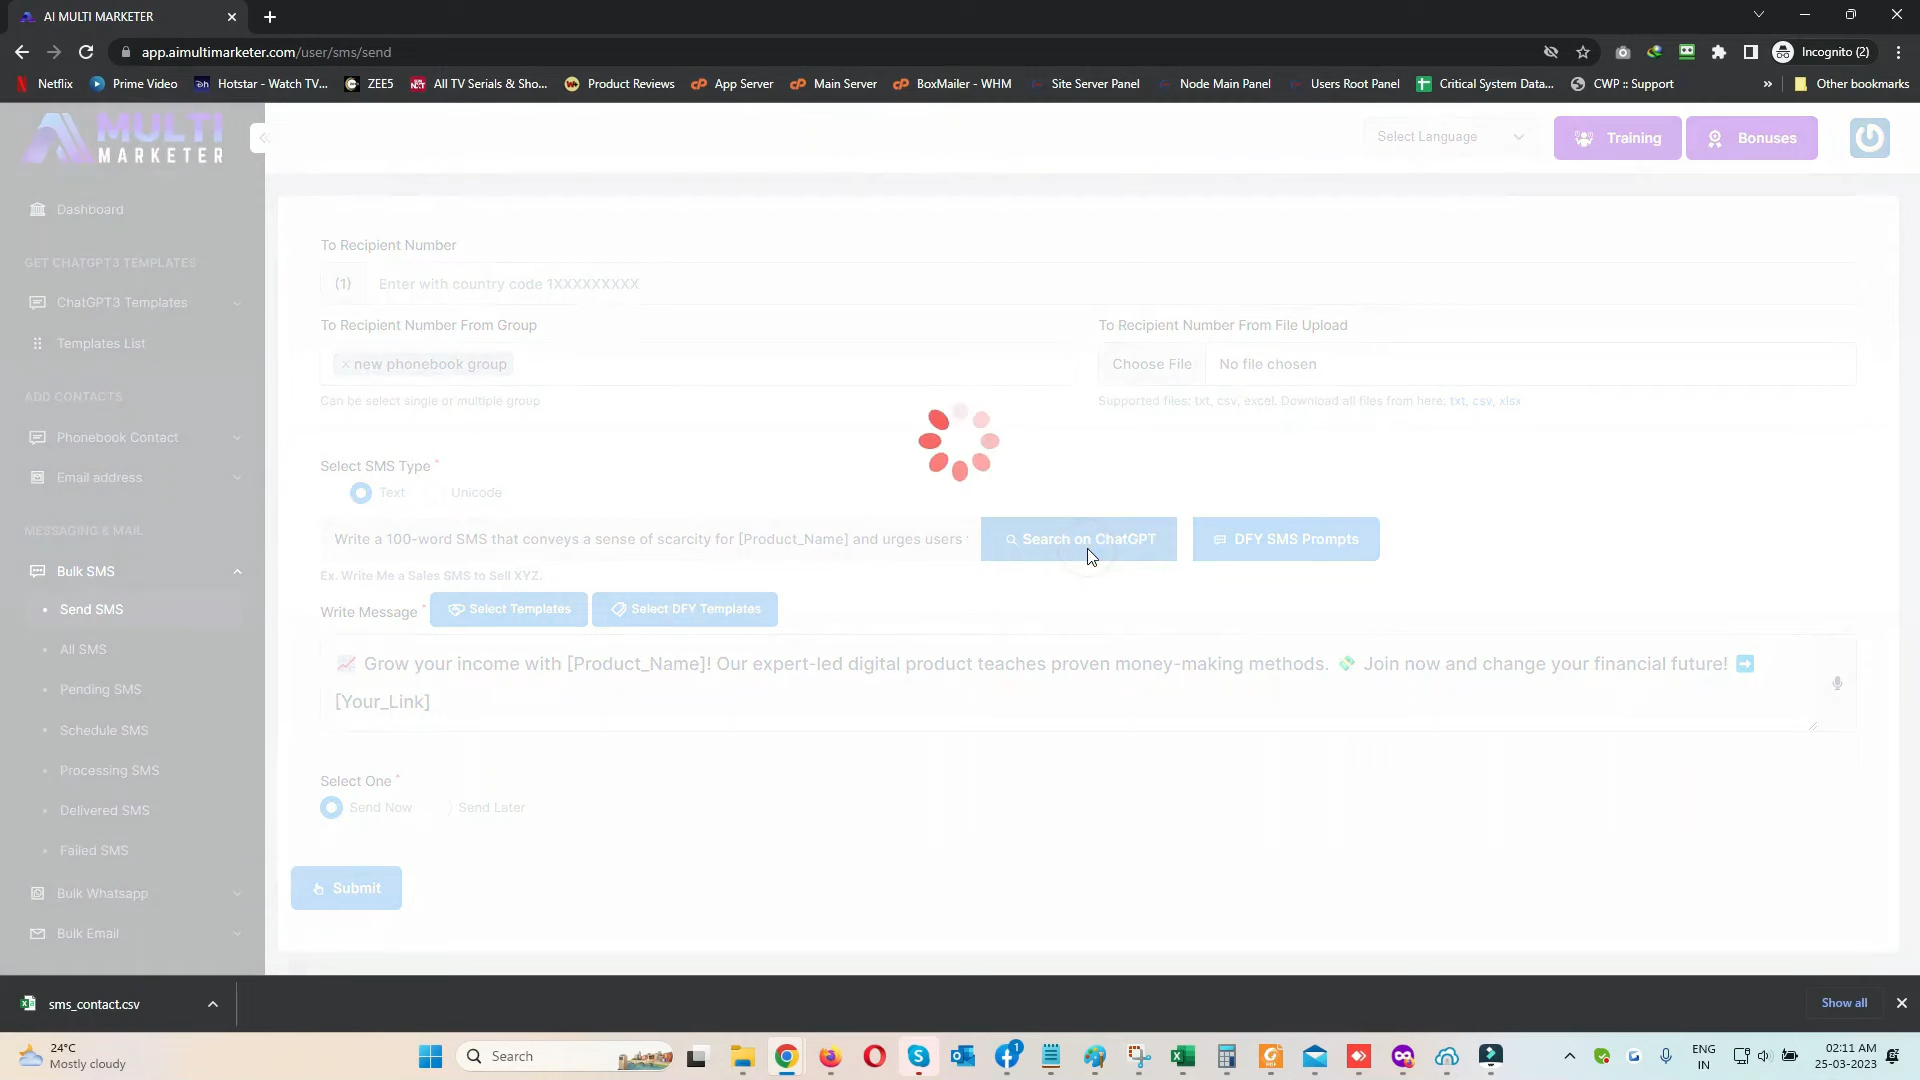 AI MULTI MARKETER
app.aimultimarketer.com/user/sms/send
Incognito (2)
Netflix
Prime Video
Hotstar - Watch TV...
ZEE5
All TV Serials & Sho...
Product Reviews
App Server
Main Server
BoxMailer - WHM
Site Server Panel
Node Main Panel
Users Root Panel
Critical System Data...
CWP :: Support
»
Other bookmarks
MULTI
MARKETER
Select Language
Training
Bonuses
Dashboard
GET CHATGPT3 TEMPLATES
ChatGPT3 Templates
Templates List
ADD CONTACTS
Phonebook Contact
Email address
MESSAGING & MAIL
Bulk SMS
Send SMS
All SMS
Pending SMS
Schedule SMS
Processing SMS
Delivered SMS
Failed SMS
Bulk Whatsapp
Bulk Email
To Recipient Number
(1) Enter with country code 1XXXXXXXXX
To Recipient Number From Group
× new phonebook group
Can be select single or multiple group
To Recipient Number From File Upload
Choose File No file chosen
Supported files: txt, csv, excel. Download all files from here: txt, csv, xlsx
Select SMS Type *
Text Unicode
Write a 100-word SMS that conveys a sense of scarcity for [Product_Name] and urges users
Search on ChatGPT
DFY SMS Prompts
Ex. Write Me a Sales SMS to Sell XYZ.
Write Message *
Select Templates
Select DFY Templates
📈 Grow your income with [Product_Name]! Our expert-led digital product teaches proven money-making methods. 💸 Join now and change your financial future! ➡️
[Your_Link]
Select One *
Send Now Send Later
Submit
sms_contact.csv
Show all
24°C
Mostly cloudy
Search
1
ENG
IN
02:11 AM
25-03-2023